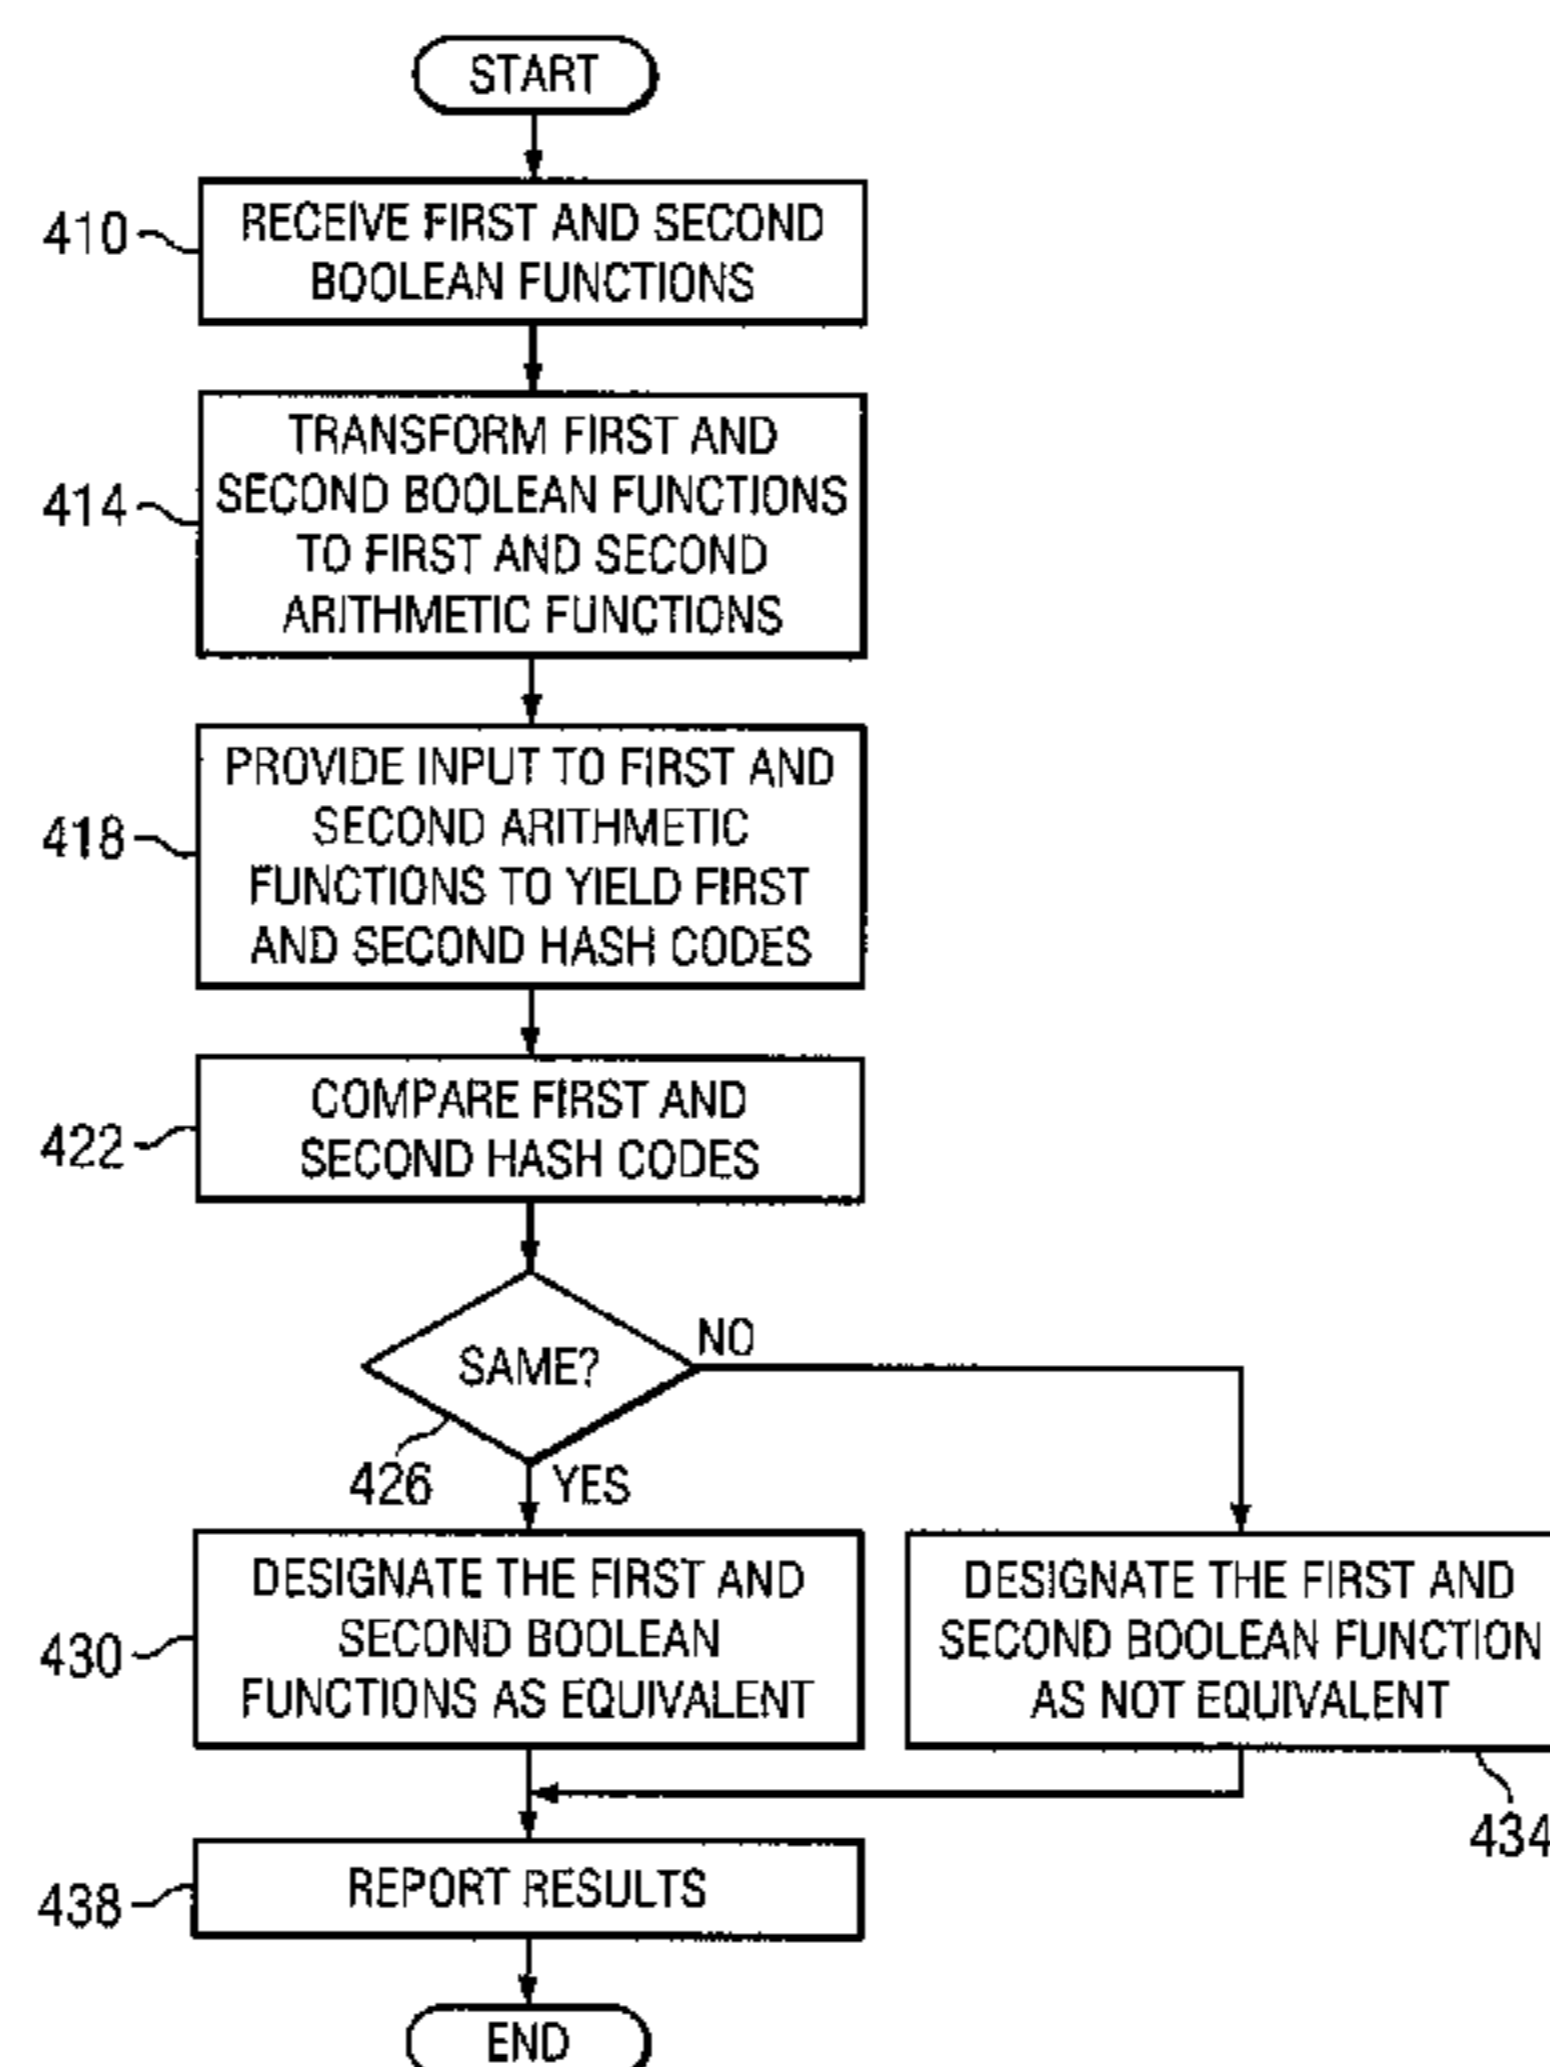 START
410
RECEIVE FIRST AND SECOND
BOOLEAN FUNCTIONS
414
TRANSFORM FIRST AND
SECOND BOOLEAN FUNCTIONS
TO FIRST AND SECOND
ARITHMETIC FUNCTIONS
418
PROVIDE INPUT TO FIRST AND
SECOND ARITHMETIC
FUNCTIONS TO YIELD FIRST
AND SECOND HASH CODES
422
COMPARE FIRST AND
SECOND HASH CODES
SAME?
NO
426
YES
430
DESIGNATE THE FIRST AND
SECOND BOOLEAN
FUNCTIONS AS EQUIVALENT
DESIGNATE THE FIRST AND
SECOND BOOLEAN FUNCTION
AS NOT EQUIVALENT
434
438
REPORT RESULTS
END